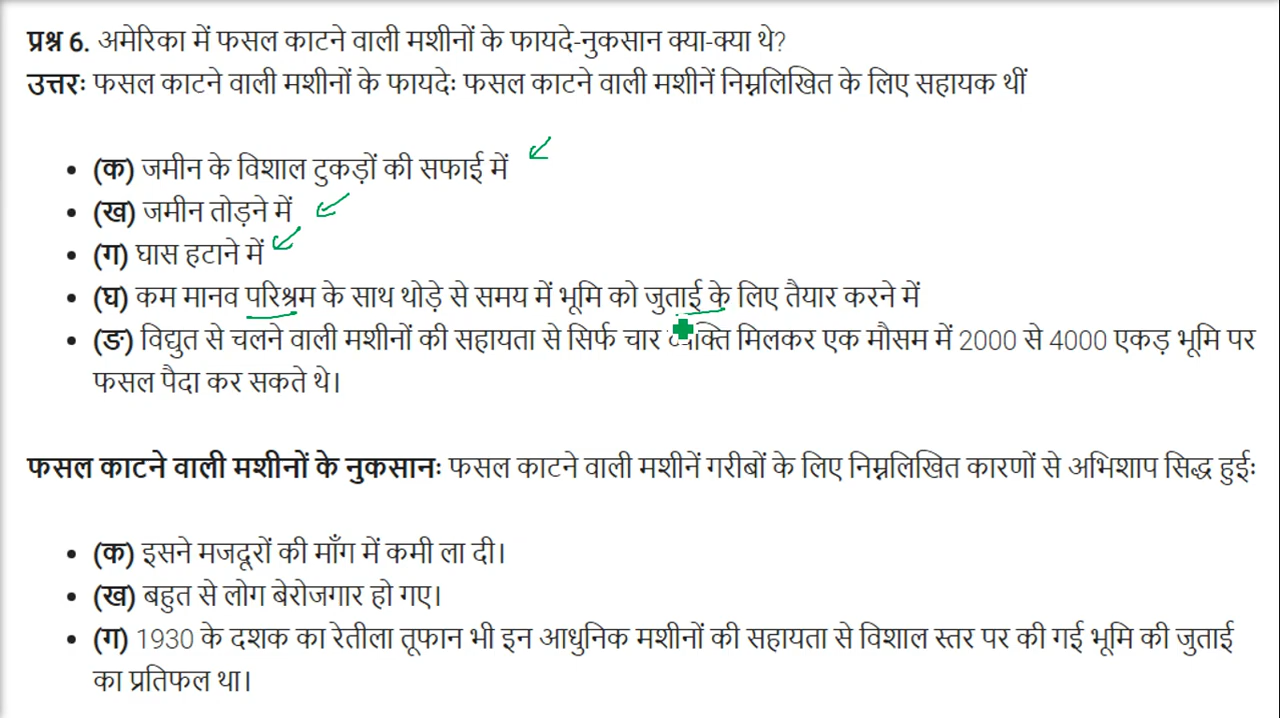 प्रश्न 6. अमेरिका में फसल काटने वाली मशीनों के फायदे-नुकसान क्या-क्या थे?
उत्तरः फसल काटने वाली मशीनों के फायदेः फसल काटने वाली मशीनें निम्नलिखित के लिए सहायक थीं
• (क) जमीन के विशाल टुकड़ों की सफाई में
• (ख) जमीन तोड़ने में
• (ग) घास हटाने में
• (घ) कम मानव परिश्रम के साथ थोड़े से समय में भूमि को जुताई के लिए तैयार करने में
• (ङ) विद्युत से चलने वाली मशीनों की सहायता से सिर्फ चार व्यक्ति मिलकर एक मौसम में 2000 से 4000 एकड़ भूमि पर
फसल पैदा कर सकते थे।
फसल काटने वाली मशीनों के नुकसानः फसल काटने वाली मशीनें गरीबों के लिए निम्नलिखित कारणों से अभिशाप सिद्ध हुईः
• (क) इसने मजदूरों की माँग में कमी ला दी।
• (ख) बहुत से लोग बेरोजगार हो गए।
• (ग) 1930 के दशक का रेतीला तूफान भी इन आधुनिक मशीनों की सहायता से विशाल स्तर पर की गई भूमि की जुताई
का प्रतिफल था।